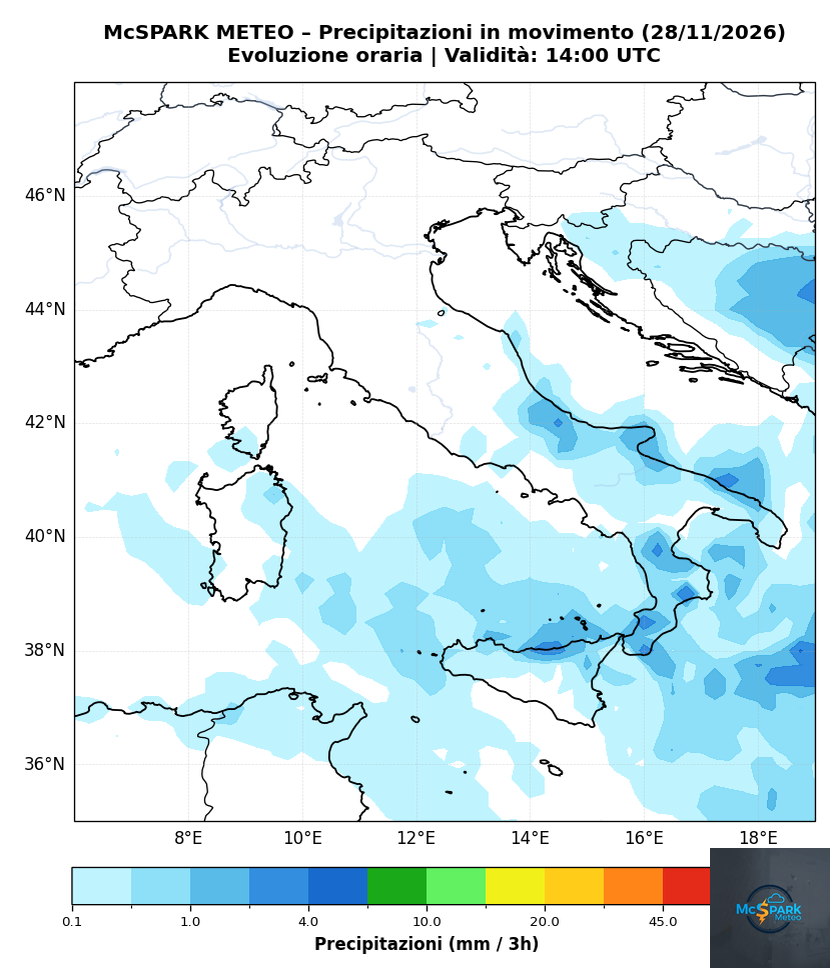 McSPARK METEO – Precipitazioni in movimento (28/11/2026)
Evoluzione oraria | Validità: 14:00 UTC
46°N
44°N
42°N
40°N
38°N
36°N
8°E 10°E 12°E 14°E 16°E 18°E
0.1 1.0 4.0 10.0 20.0 45.0
Precipitazioni (mm / 3h)
McSPARK
Meteo